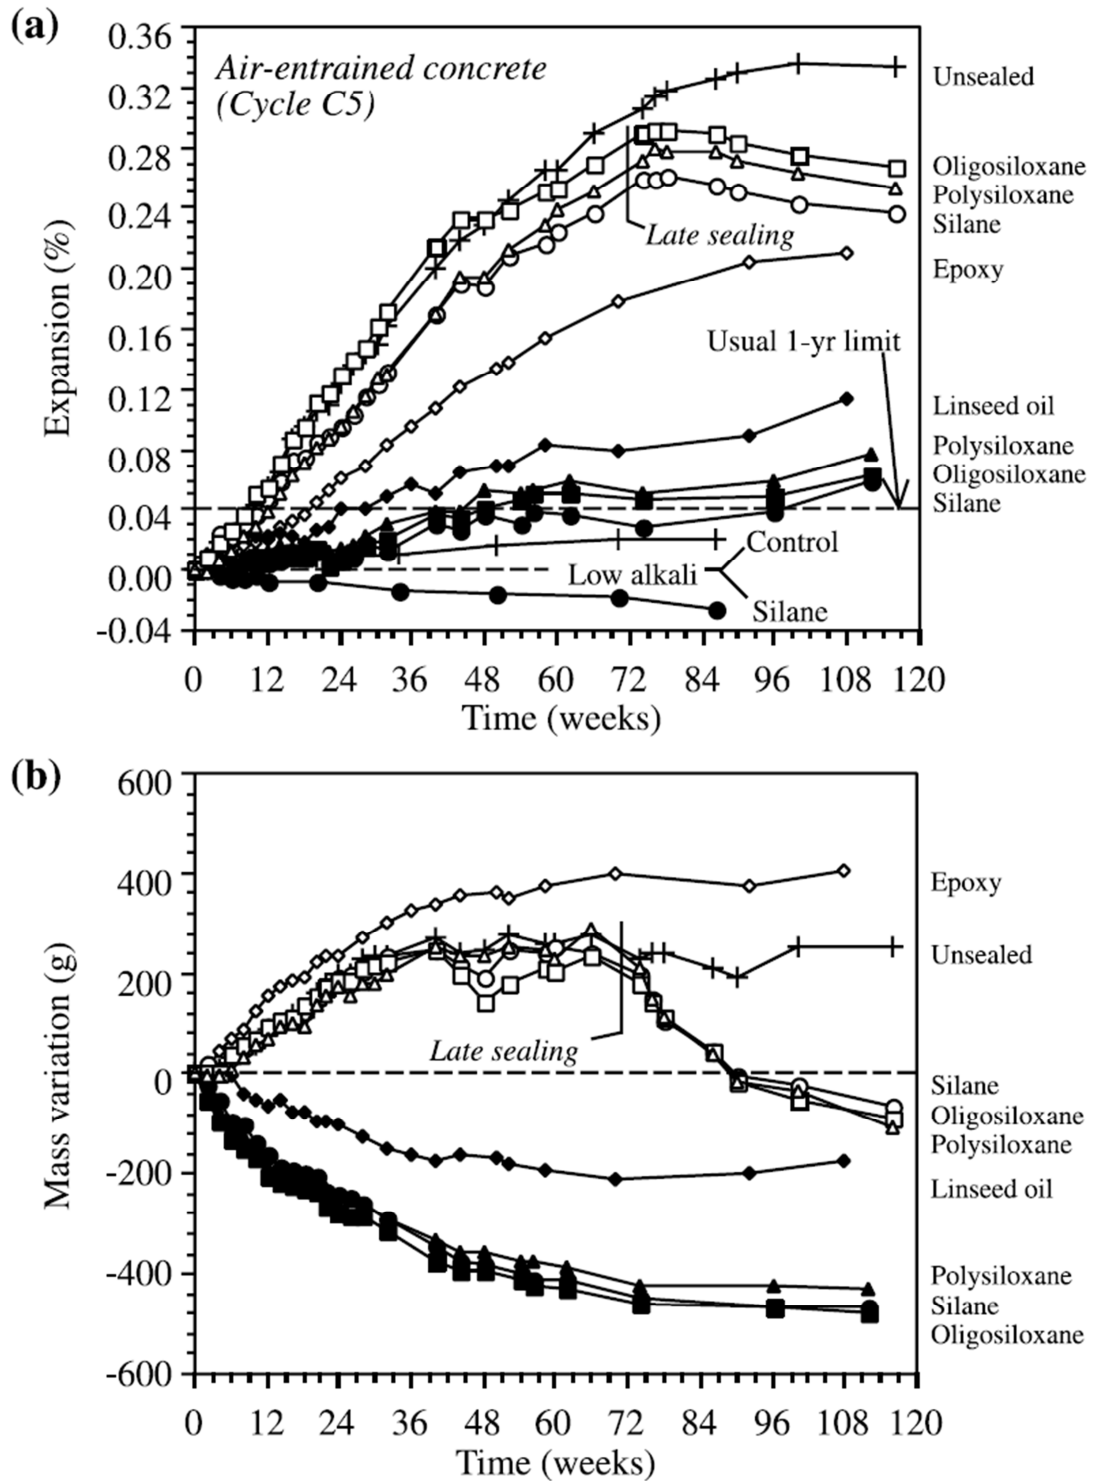 (a)
0.36
0.32
0.28
0.24
0.20
0.16
0.12
0.08
0.04
0.00
-0.04
Expansion (%)
Air-entrained concrete
(Cycle C5)
Unsealed
Oligosiloxane
Polysiloxane
Silane
Late sealing
Epoxy
Usual 1-yr limit
Linseed oil
Polysiloxane
Oligosiloxane
Silane
Control
Low alkali
Silane
0 12 24 36 48 60 72 84 96 108 120
Time (weeks)
(b)
600
400
200
0
-200
-400
-600
Mass variation (g)
Epoxy
Unsealed
Late sealing
Silane
Oligosiloxane
Polysiloxane
Linseed oil
Polysiloxane
Silane
Oligosiloxane
0 12 24 36 48 60 72 84 96 108 120
Time (weeks)